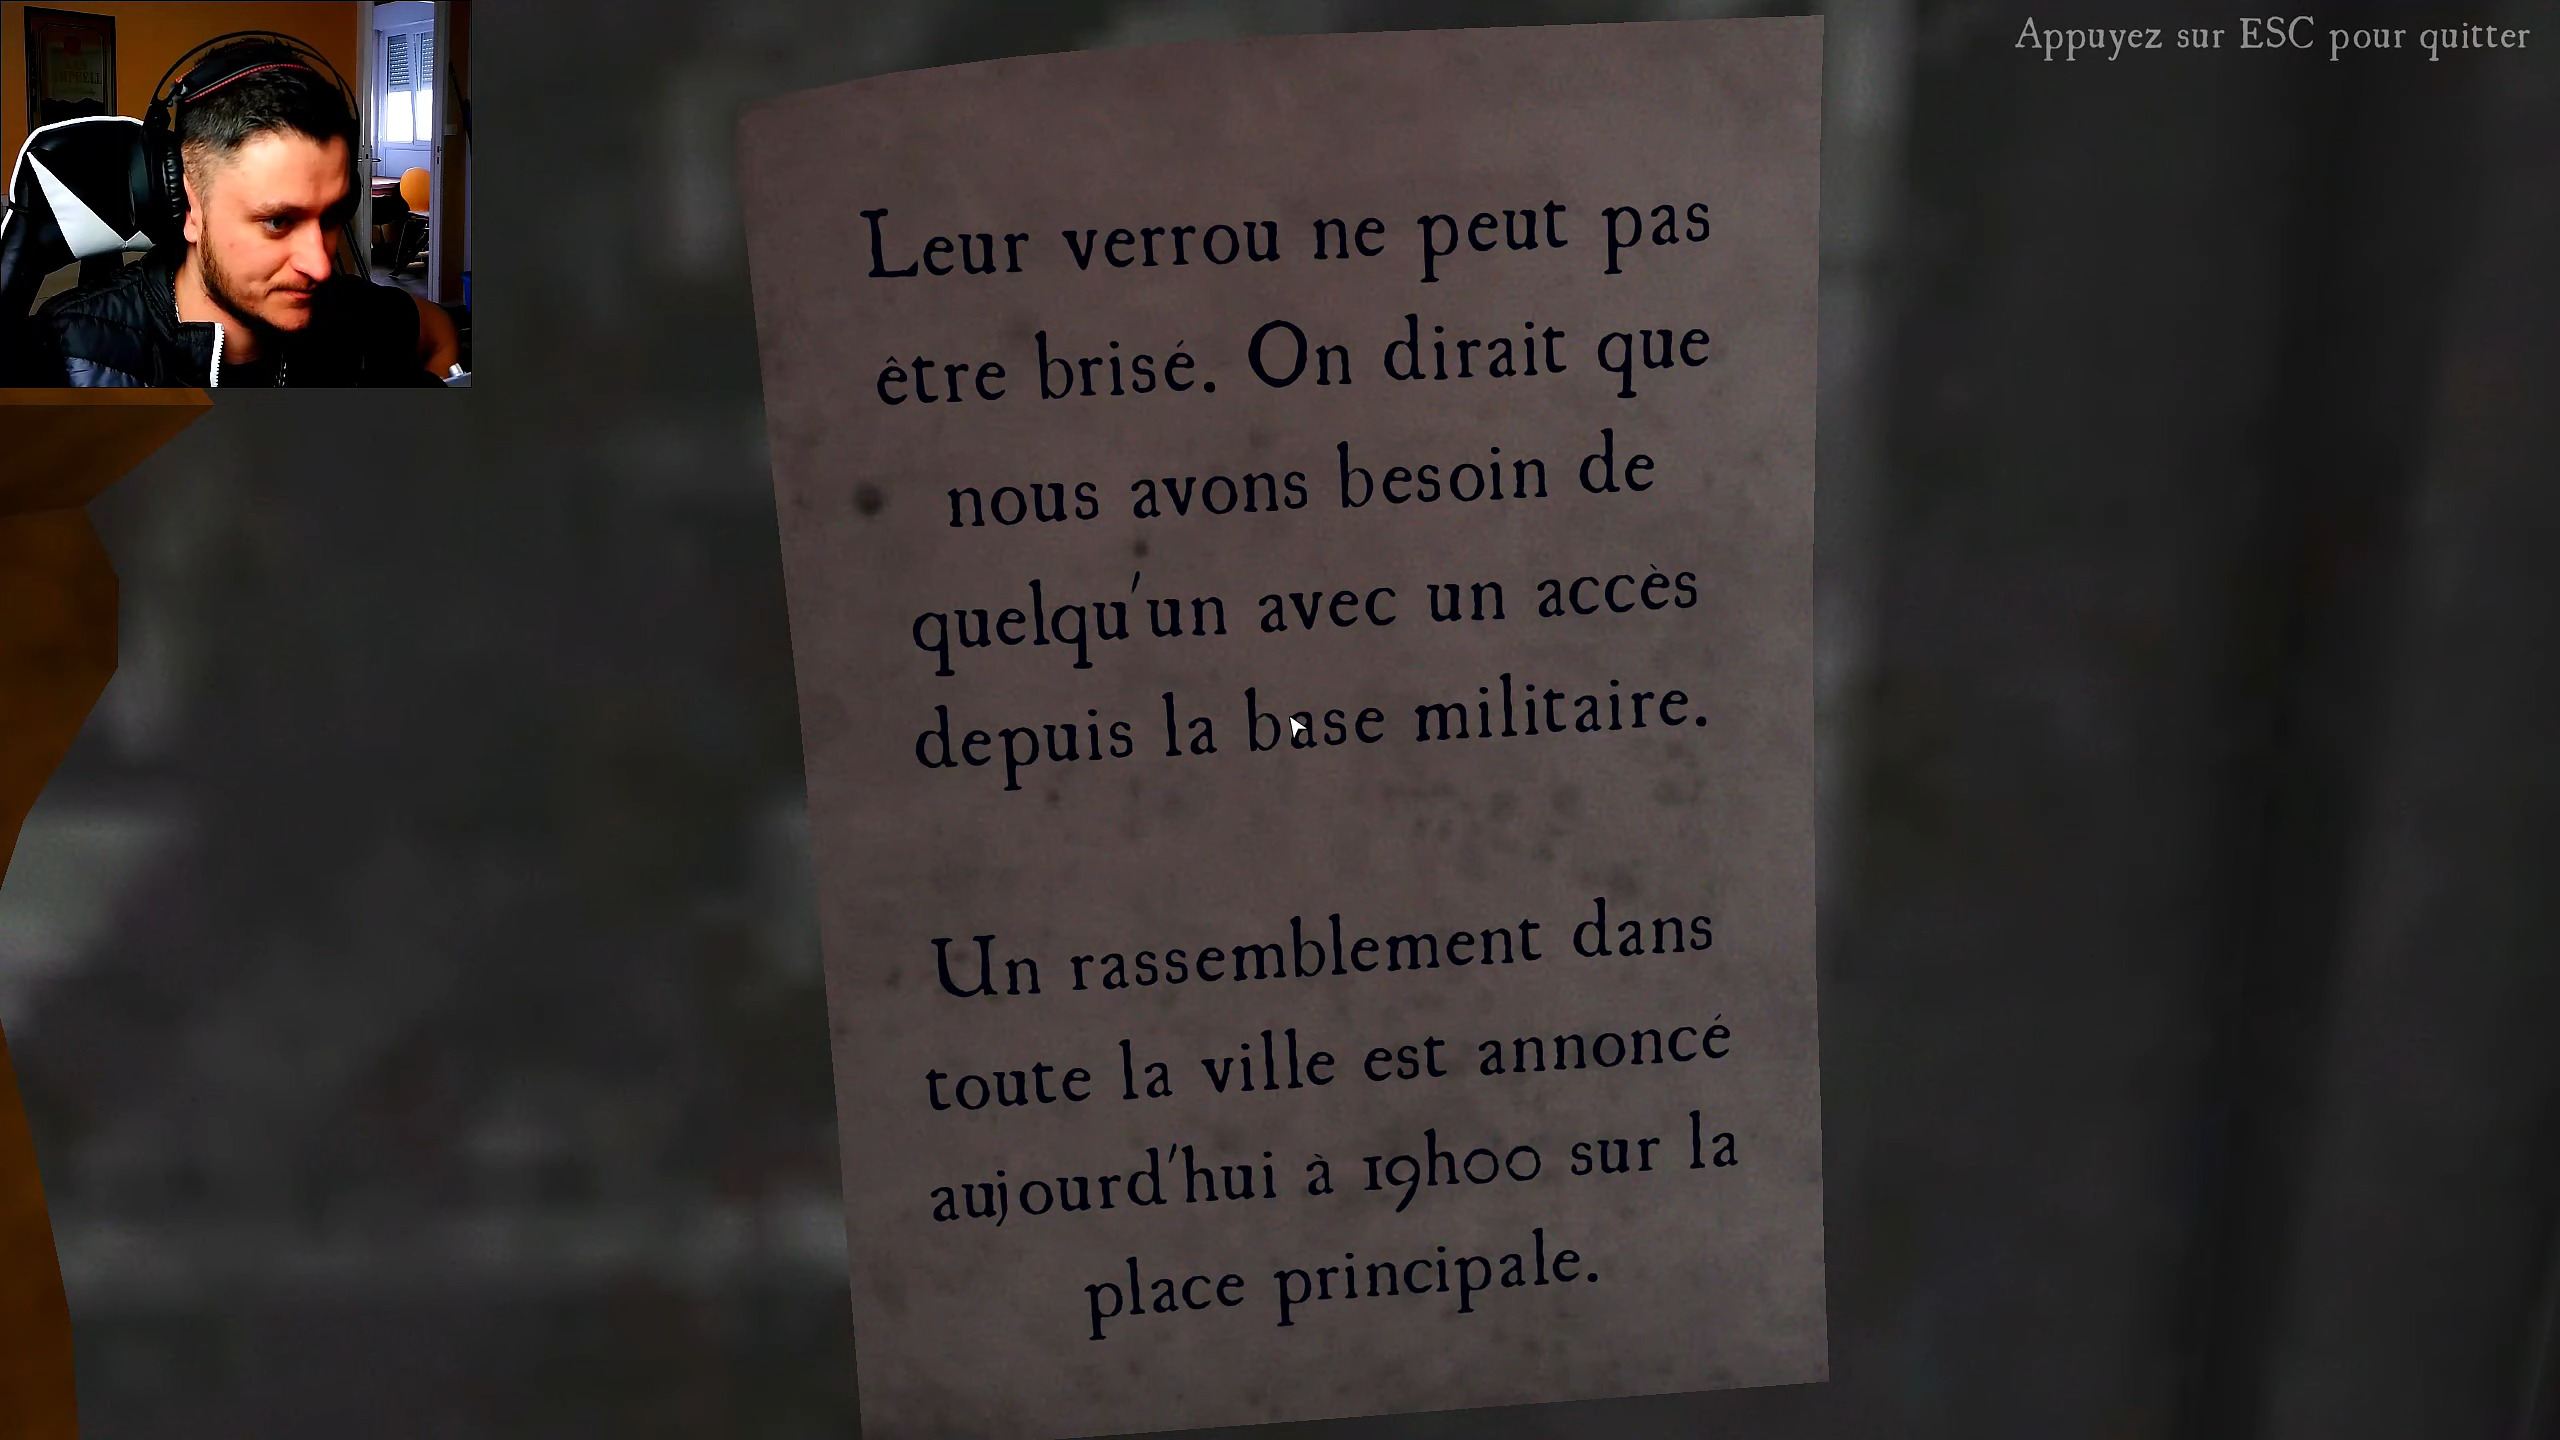 Appuyez sur ESC pour quitter
Leur verrou ne peut pas
être brisé. On dirait que
nous avons besoin de
quelqu'un avec un accès
depuis la base militaire.
Un rassemblement dans
toute la ville est annoncé
aujourd'hui à 19h00 sur la
place principale.